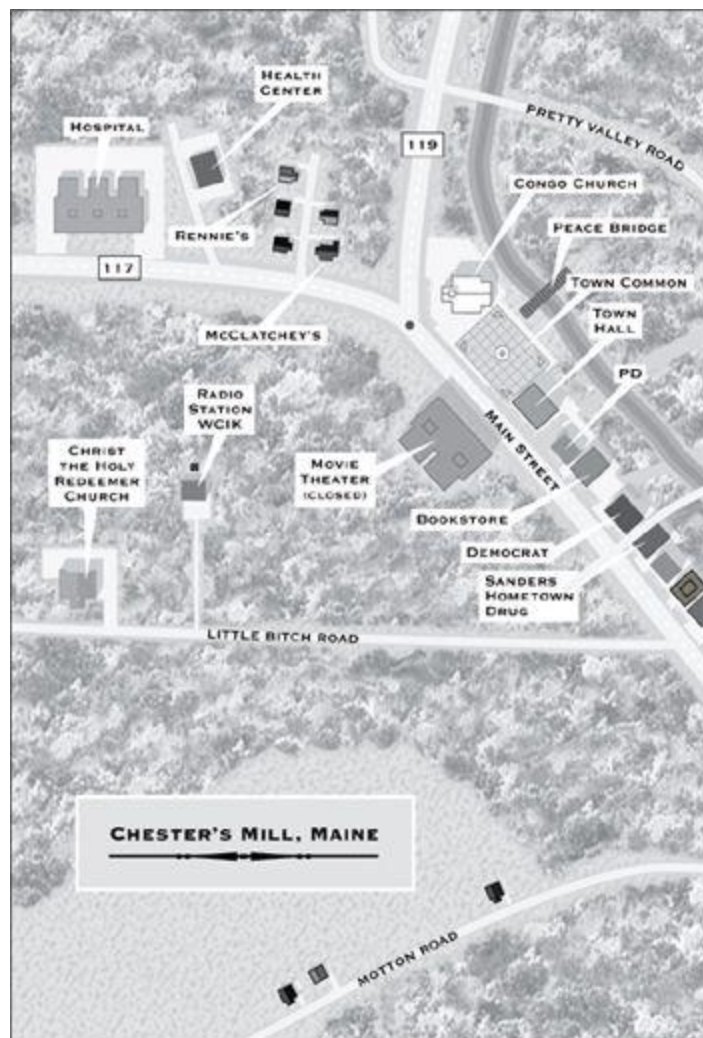 HEALTH
CENTER
HOSPITAL
119
PRETTY VALLEY ROAD
CONGO CHURCH
PEACE BRIDGE
RENNIE'S
117
TOWN COMMON
TOWN
HALL
MCCLATCHEY'S
PD
RADIO
STATION
WCIK
MAIN STREET
CHRIST
THE HOLY
REDEEMER
CHURCH
MOVIE
THEATER
(CLOSED)
BOOKSTORE
DEMOCRAT
SANDERS
HOMETOWN
DRUG
LITTLE BITCH ROAD
CHESTER'S MILL, MAINE
MOTTON ROAD